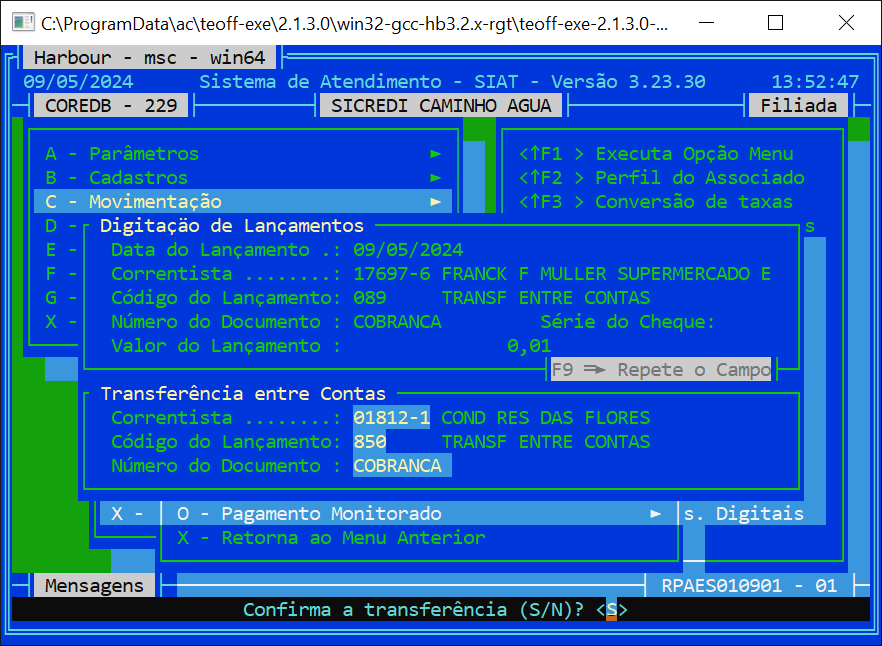 C:\ProgramData\ac\teoff-exe\2.1.3.0\win32-gcc-hb3.2.x-rgt\teoff-exe-2.1.3.0-...
Harbour - msc - win64
09/05/2024 Sistema de Atendimento - SIAT - Versão 3.23.30 13:52:47
COREDB - 229 SICREDI CAMINHO AGUA Filiada
A - Parâmetros ► <↑F1 > Executa Opção Menu
B - Cadastros ► <↑F2 > Perfil do Associado
C - Movimentação ► <↑F3 > Conversão de taxas
D - Digitaçäo de Lançamentos s
E - Data do Lançamento .: 09/05/2024
F - Correntista ........: 17697-6 FRANCK F MULLER SUPERMERCADO E
G - Código do Lançamento: 089 TRANSF ENTRE CONTAS
X - Número do Documento : COBRANCA Série do Cheque:
Valor do Lançamento : 0,01
F9 => Repete o Campo
Transferência entre Contas
Correntista ........: 01812-1 COND RES DAS FLORES
Código do Lançamento: 850 TRANSF ENTRE CONTAS
Número do Documento : COBRANCA
X - O - Pagamento Monitorado ► s. Digitais
X - Retorna ao Menu Anterior
Mensagens RPAES010901 - 01
Confirma a transferência (S/N)? <S>